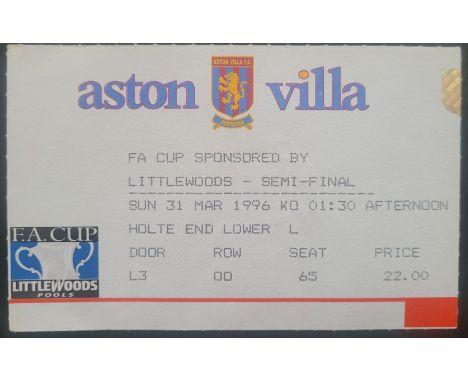 aston villa
ASTON VILLA F.C.
PREPARED
FA CUP SPONSORED BY
LITTLEWOODS - SEMI-FINAL
SUN 31 MAR 1996 KO 01:30 AFTERNOON
HOLTE END LOWER L
DOOR ROW SEAT PRICE
L3 00 65 22.00
F.A. CUP
LITTLEWOODS
POOLS